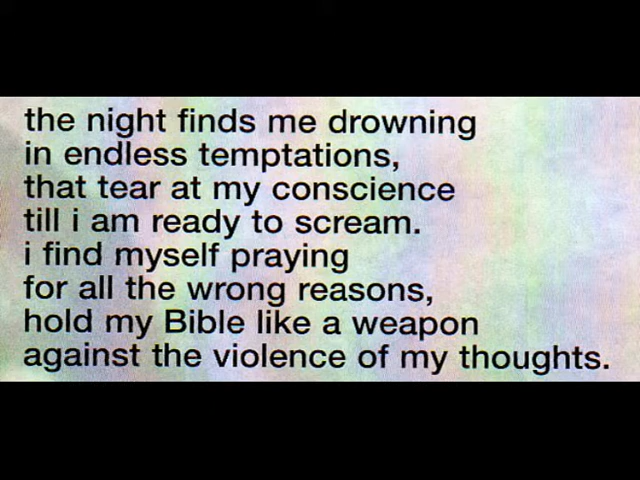 the night finds me drowning
in endless temptations,
that tear at my conscience
till i am ready to scream.
i find myself praying
for all the wrong reasons,
hold my Bible like a weapon
against the violence of my thoughts.